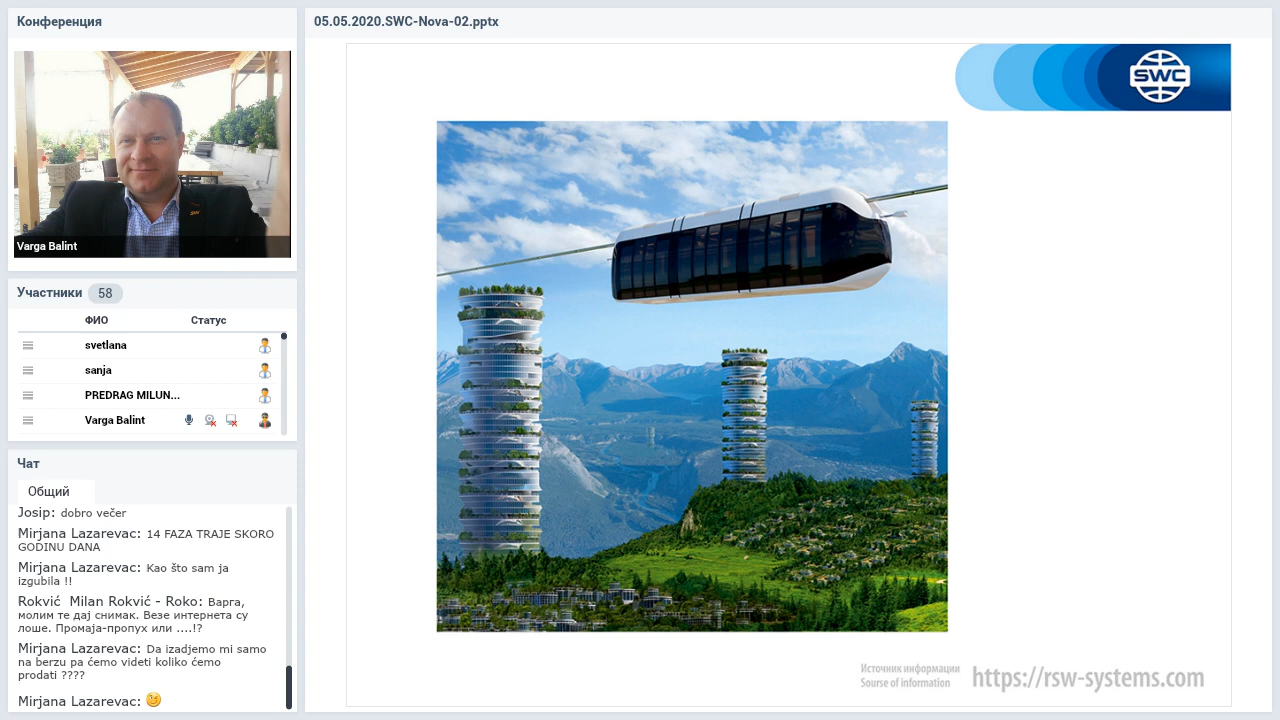 Конференция
Varga Balint
Участники 58
ФИО Статус
svetlana
sanja
PREDRAG MILUN...
Varga Balint
Чат
Общий
Josip: dobro večer
Mirjana Lazarevac: 14 FAZA TRAJE SKORO
GODINU DANA
Mirjana Lazarevac: Kao što sam ja
izgubila !!
Rokvić Milan Rokvić - Roko: Варга,
молим те дај снимак. Везе интернета су
лоше. Промаја-пропух или ....!?
Mirjana Lazarevac: Da izadjemo mi samo
na berzu pa ćemo videti koliko ćemo
prodati ????
Mirjana Lazarevac:
05.05.2020.SWC-Nova-02.pptx
SWC
Источник информации
Sourse of information
https://rsw-systems.com